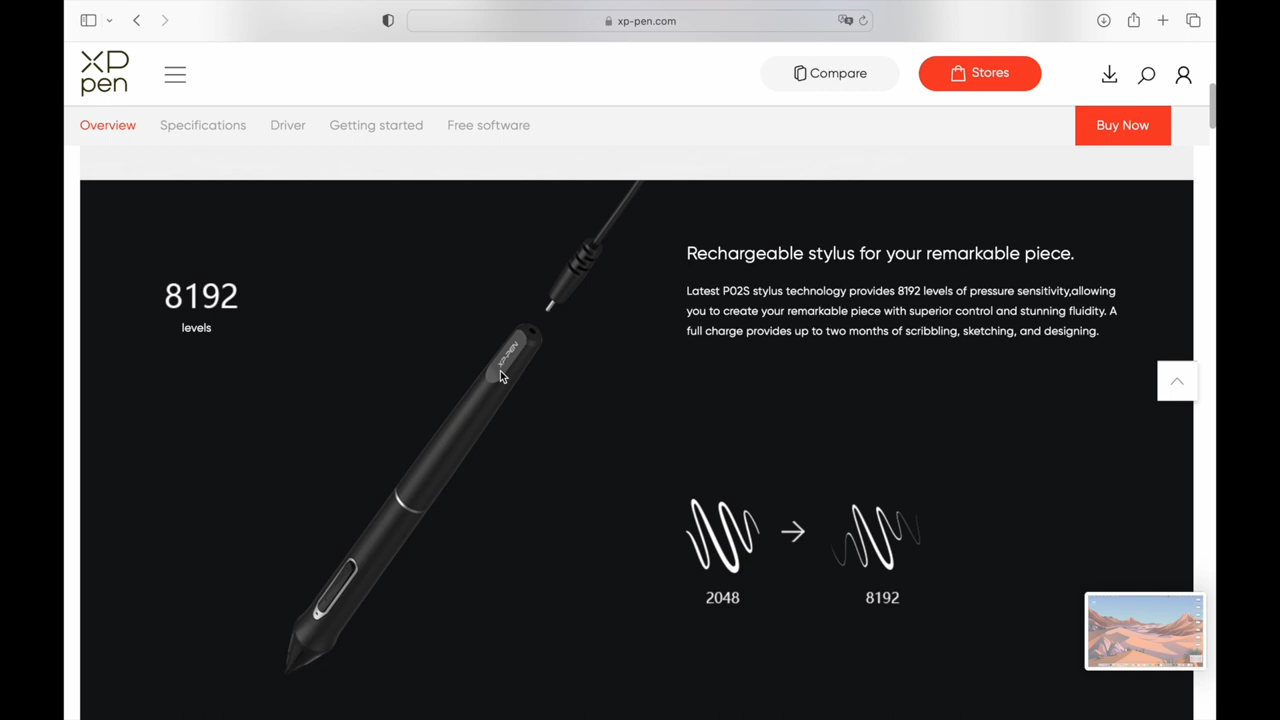 xp-pen.com
XP
pen
Compare
Stores
Overview
Specifications
Driver
Getting started
Free software
Buy Now
8192
levels
XP-PEN
Rechargeable stylus for your remarkable piece.
Latest P02S stylus technology provides 8192 levels of pressure sensitivity,allowing
you to create your remarkable piece with superior control and stunning fluidity. A
full charge provides up to two months of scribbling, sketching, and designing.
2048
8192